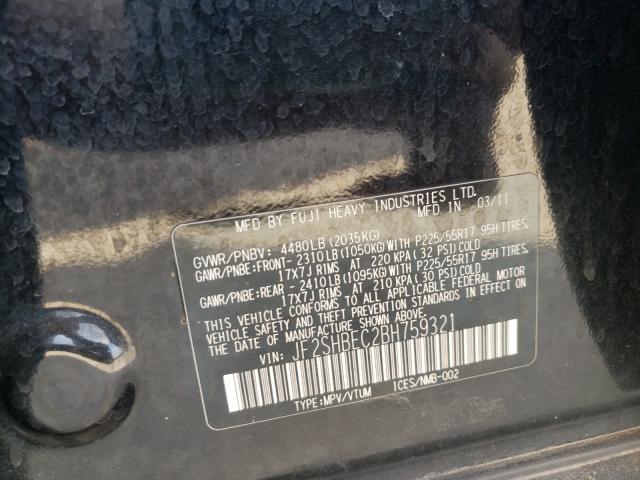 MFD BY FUJI HEAVY INDUSTRIES LTD.
MFD IN 03/11
GVWR/PNBV: 4480LB(2035KG)
GAWR/PNBE:FRONT-2310LB(1050KG)WITH P225/55R17 95H TIRES.
17X7J RIMS AT 220 KPA(32 PSI)COLD
GAWR/PNBE:REAR -2410LB(1095KG)WITH P225/55R17 95H TIRES.
17X7J RIMS AT 210 KPA(30 PSI)COLD
THIS VEHICLE CONFORMS TO ALL APPLICABLE FEDERAL MOTOR
VEHICLE SAFETY AND THEFT PREVENTION STANDARDS IN EFFECT
ON THE DATE OF MANUFACTURE SHOWN ABOVE.
VIN: JF2SHBFC2BH759321
TYPE:MPV/VTUM ICES/NMB-002